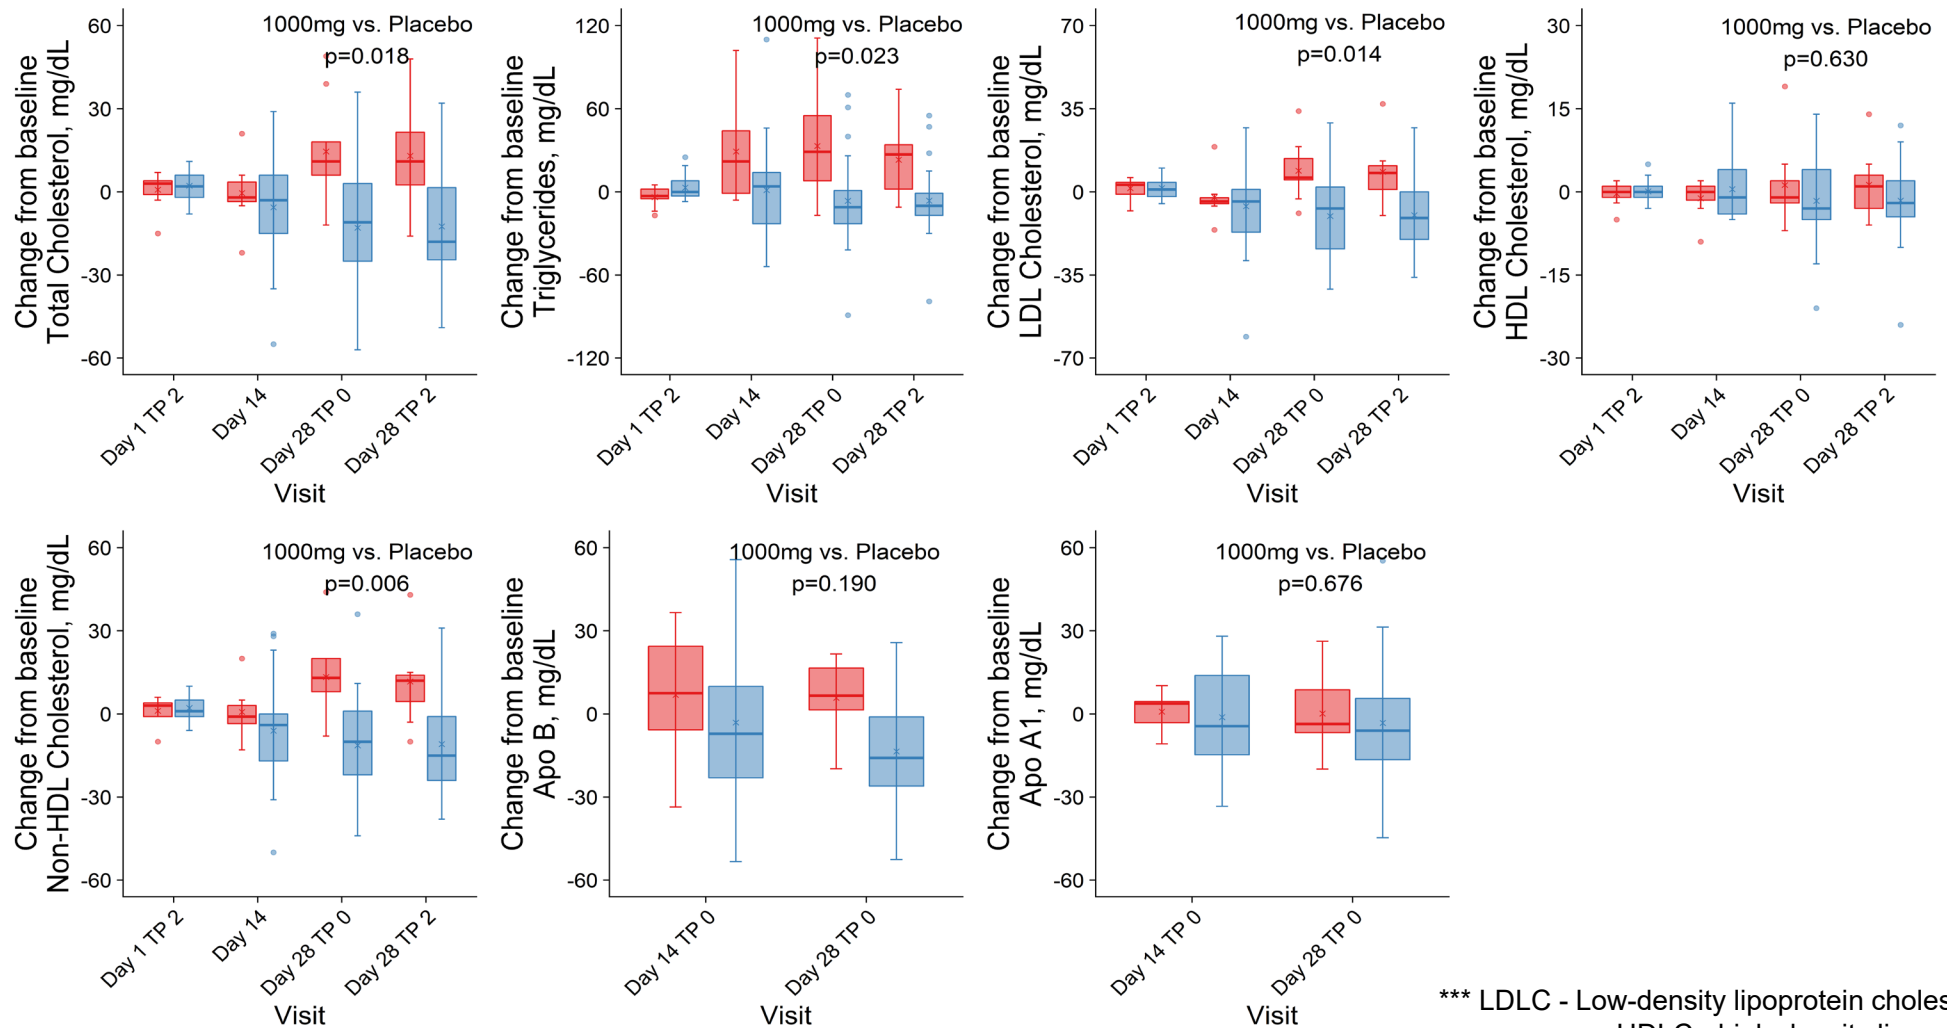 1000mg vs. Placebo
p=0.018
Change from baseline
Total Cholesterol, mg/dL
60
30
0
-30
-60
Day 1 TP 2
Day 14
Day 28 TP 0
Day 28 TP 2
Visit
1000mg vs. Placebo
p=0.023
Change from baseline
Triglycerides, mg/dL
120
60
0
-60
-120
Day 1 TP 2
Day 14
Day 28 TP 0
Day 28 TP 2
Visit
1000mg vs. Placebo
p=0.014
Change from baseline
LDL Cholesterol, mg/dL
70
35
0
-35
-70
Day 1 TP 2
Day 14
Day 28 TP 0
Day 28 TP 2
Visit
1000mg vs. Placebo
p=0.630
Change from baseline
HDL Cholesterol, mg/dL
30
15
0
-15
-30
Day 1 TP 2
Day 14
Day 28 TP 0
Day 28 TP 2
Visit
1000mg vs. Placebo
p=0.006
Change from baseline
Non-HDL Cholesterol, mg/dL
60
30
0
-30
-60
Day 1 TP 2
Day 14
Day 28 TP 0
Day 28 TP 2
Visit
1000mg vs. Placebo
p=0.190
Change from baseline
Apo B, mg/dL
60
30
0
-30
-60
Day 14 TP 0
Day 28 TP 0
Visit
1000mg vs. Placebo
p=0.676
Change from baseline
Apo A1, mg/dL
60
30
0
-30
-60
Day 14 TP 0
Day 28 TP 0
Visit
*** LDLC - Low-density lipoprotein choles